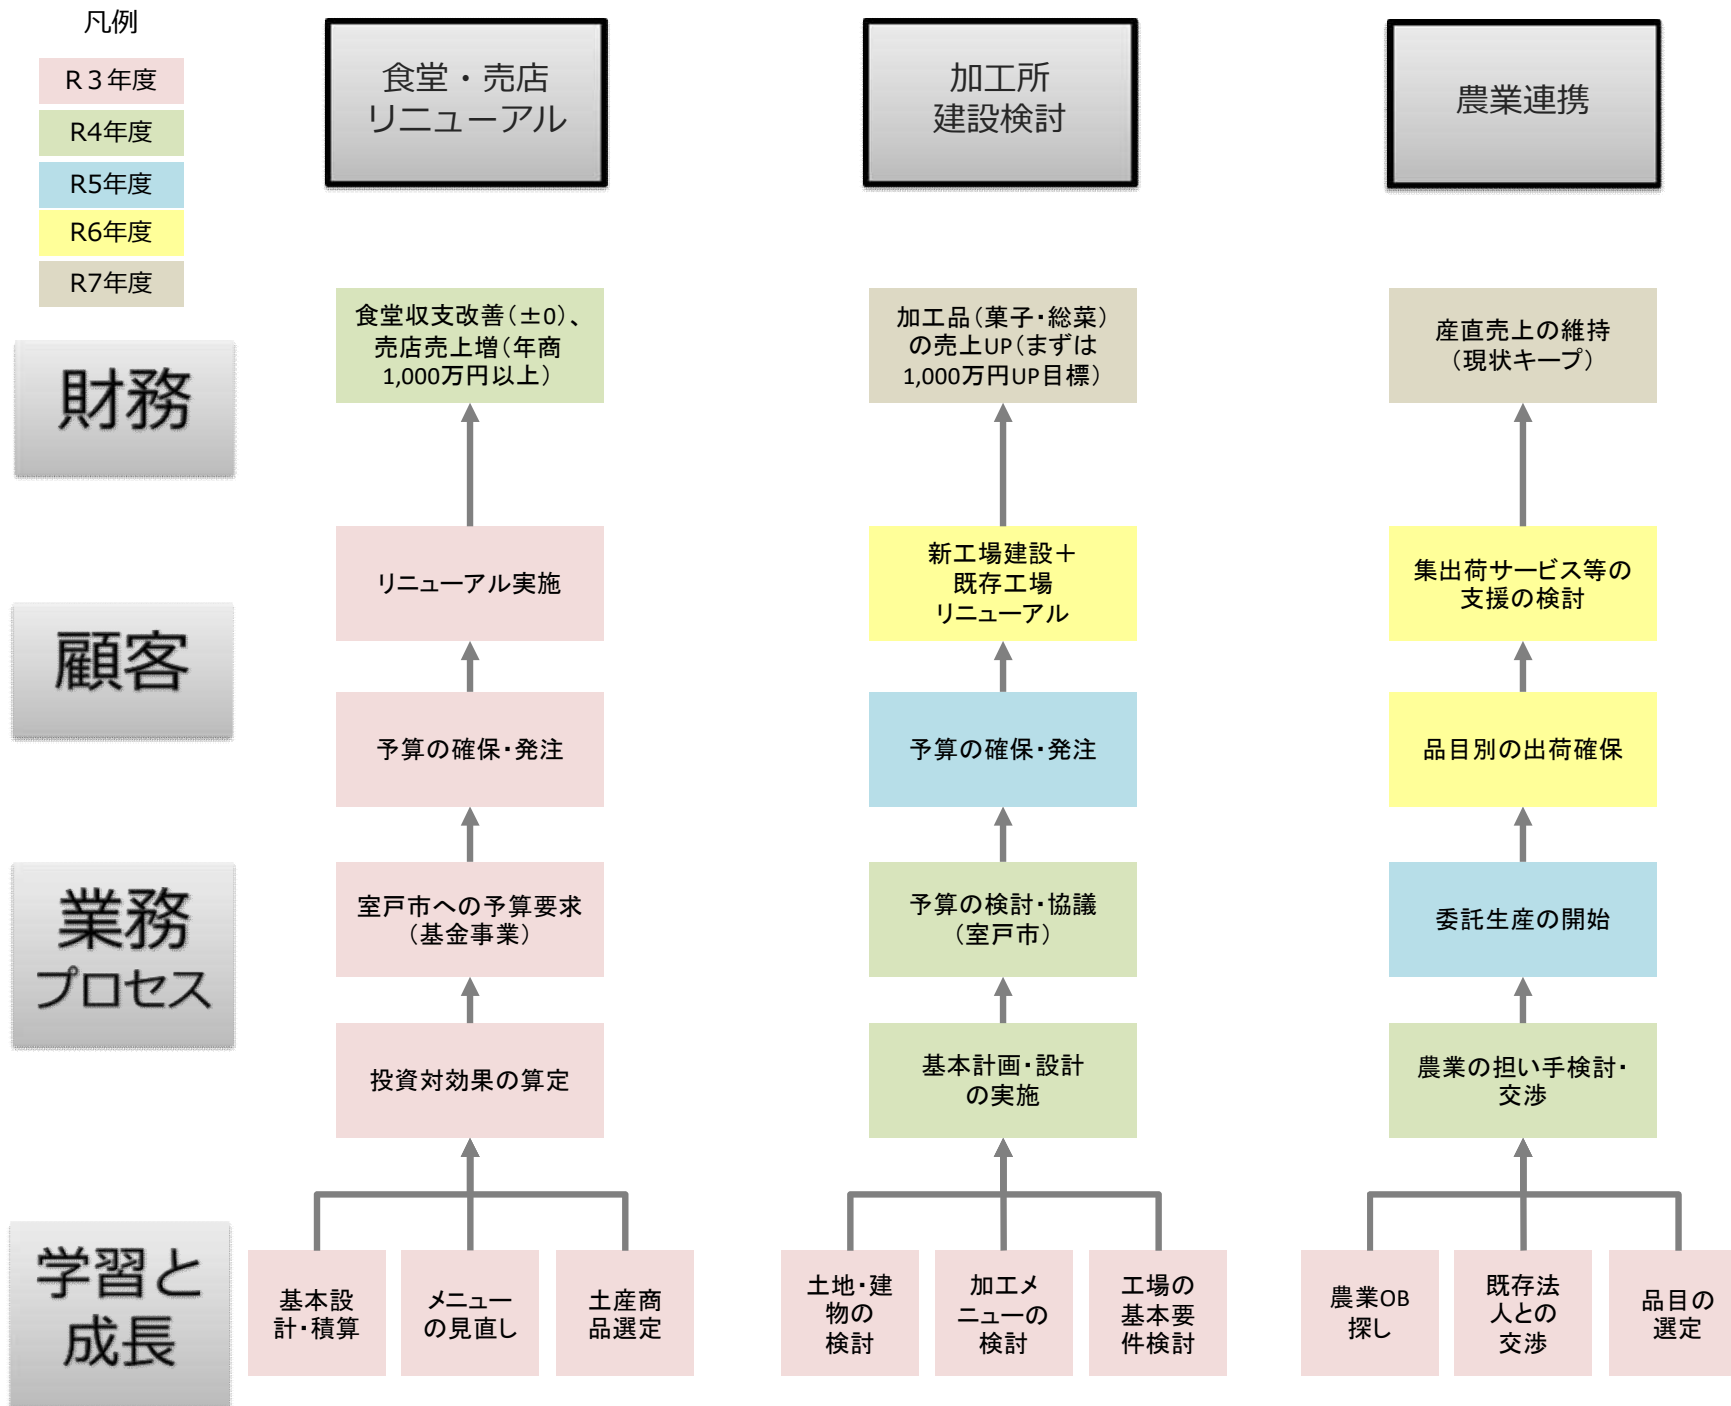 凡例
R３年度
R4年度
R5年度
R6年度
R7年度
食堂・売店
リニューアル
加工所
建設検討
農業連携
財務
食堂収支改善（±0）、
売店売上増（年商
1,000万円以上）
加工品（菓子・総菜）
の売上UP（まずは
1,000万円UP目標）
産直売上の維持
（現状キープ）
顧客
リニューアル実施
新工場建設＋
既存工場
リニューアル
集出荷サービス等の
支援の検討
予算の確保・発注
予算の確保・発注
品目別の出荷確保
業務
プロセス
室戸市への予算要求
（基金事業）
予算の検討・協議
（室戸市）
委託生産の開始
投資対効果の算定
基本計画・設計
の実施
農業の担い手検討・
交渉
学習と
成長
基本設
計・積算
メニュー
の見直し
土産商
品選定
土地・建
物の
検討
加工メ
ニューの
検討
工場の
基本要
件検討
農業OB
探し
既存法
人との
交渉
品目の
選定